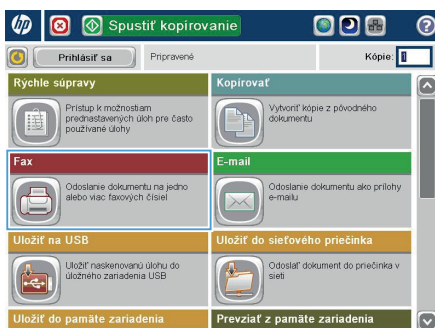 hp
Spustiť kopírovanie
?
Prihlásiť sa
Pripravené
Kópie:
1
Rýchle súpravy
Prístup k možnostiam
prednastavených úloh pre často
používané úlohy
Kopírovať
Vytvoriť kópie z pôvodného
dokumentu
Fax
Odoslanie dokumentu na jedno
alebo viac faxových čísiel
E-mail
Odoslanie dokumentu ako prílohy
e-mailu
Uložiť na USB
Uložiť naskenovanú úlohu do
úložného zariadenia USB
Uložiť do sieťového priečinka
Odoslať dokument do priečinka v
sieti
Uložiť do pamäte zariadenia
Prevziať z pamäte zariadenia